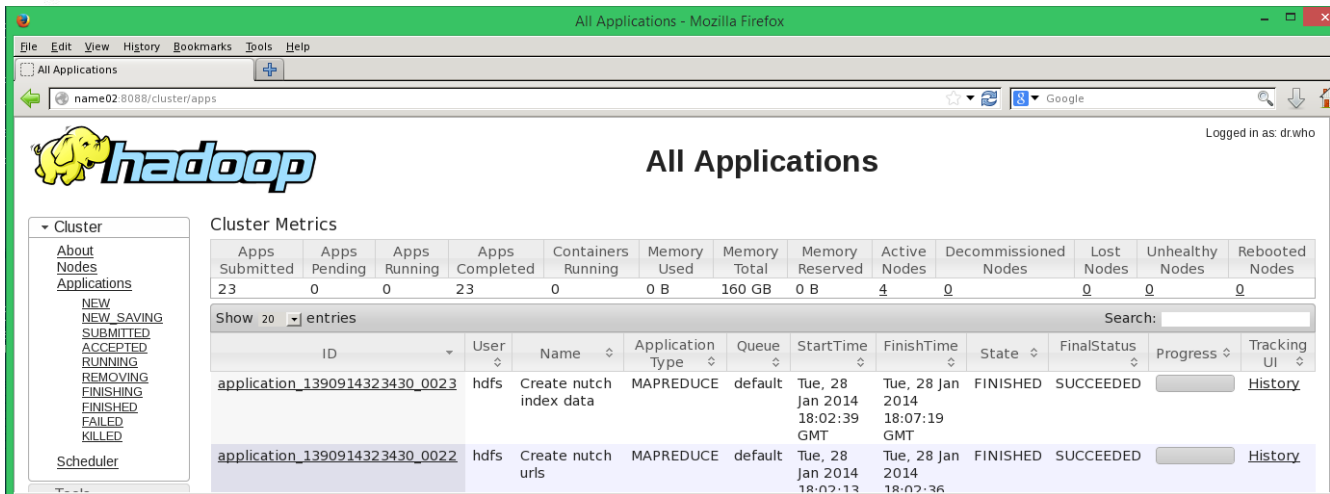 All Applications - Mozilla Firefox
File Edit View History Bookmarks Tools Help
All Applications
name02:8088/cluster/apps
Google
Logged in as: dr.who
hadoop
All Applications
Cluster
About
Nodes
Applications
NEW
NEW_SAVING
SUBMITTED
ACCEPTED
RUNNING
REMOVING
FINISHING
FINISHED
FAILED
KILLED
Scheduler
Tools
Cluster Metrics
Apps Submitted Apps Pending Apps Running Apps Completed Containers Running Memory Used Memory Total Memory Reserved Active Nodes Decommissioned Nodes Lost Nodes Unhealthy Nodes Rebooted Nodes
23 0 0 23 0 0 B 160 GB 0 B 4 0 0 0 0
Show 20 entries Search:
ID User Name Application Type Queue StartTime FinishTime State FinalStatus Progress Tracking UI
application_1390914323430_0023 hdfs Create nutch index data MAPREDUCE default Tue, 28 Jan 2014 18:02:39 GMT Tue, 28 Jan 2014 18:07:19 GMT FINISHED SUCCEEDED History
application_1390914323430_0022 hdfs Create nutch urls MAPREDUCE default Tue, 28 Jan 2014 18:02:13 Tue, 28 Jan 2014 18:02:36 FINISHED SUCCEEDED History